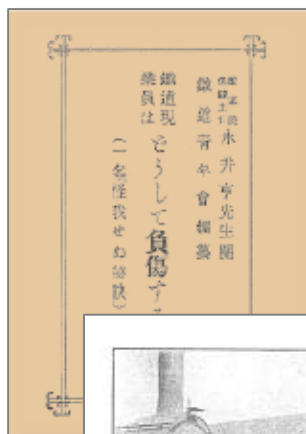 永井亨先生閲
鐵道青年會編纂
鐵道現
業員は
どうして負傷す
(一名怪我せぬ祕訣)